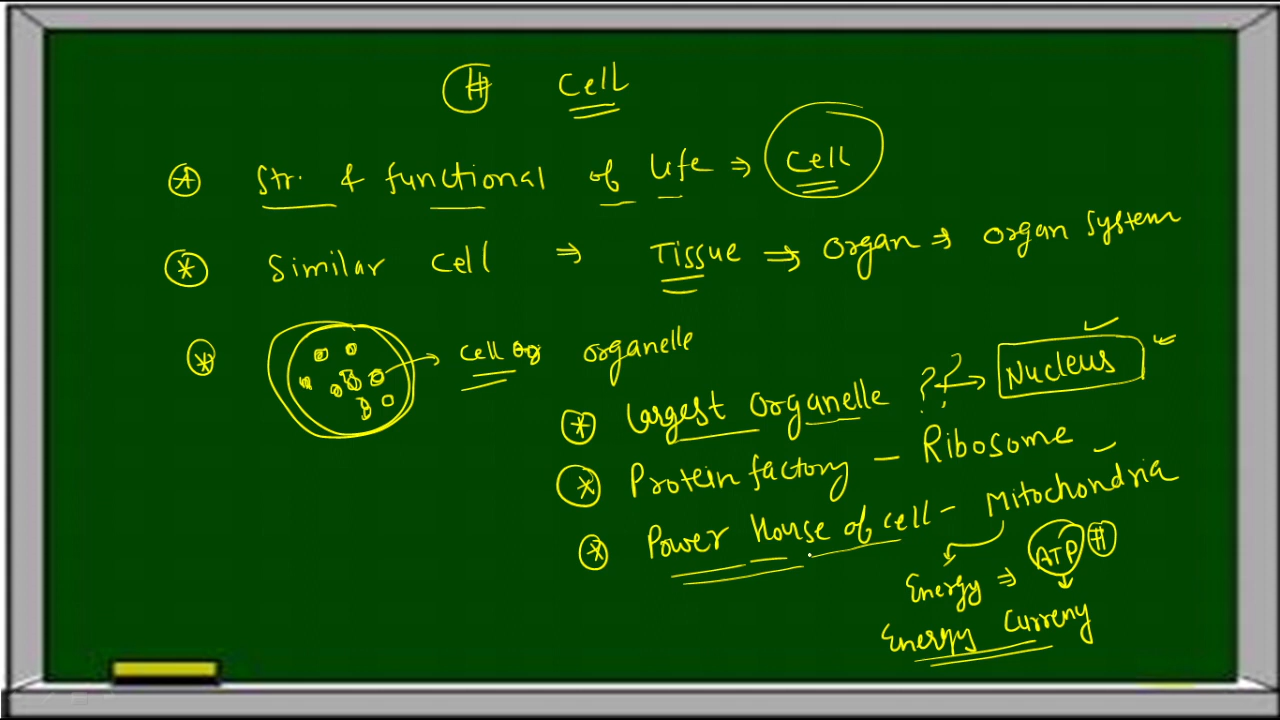 # Cell
Str. & functional of life ⇒ cell
Similar cell ⇒ Tissue ⇒ Organ ⇒ Organ System
cell organelle
Largest Organelle ?? → Nucleus
Protein factory – Ribosome
Power House of cell – Mitochondria
Energy ⇒ ATP #
Energy Curreny